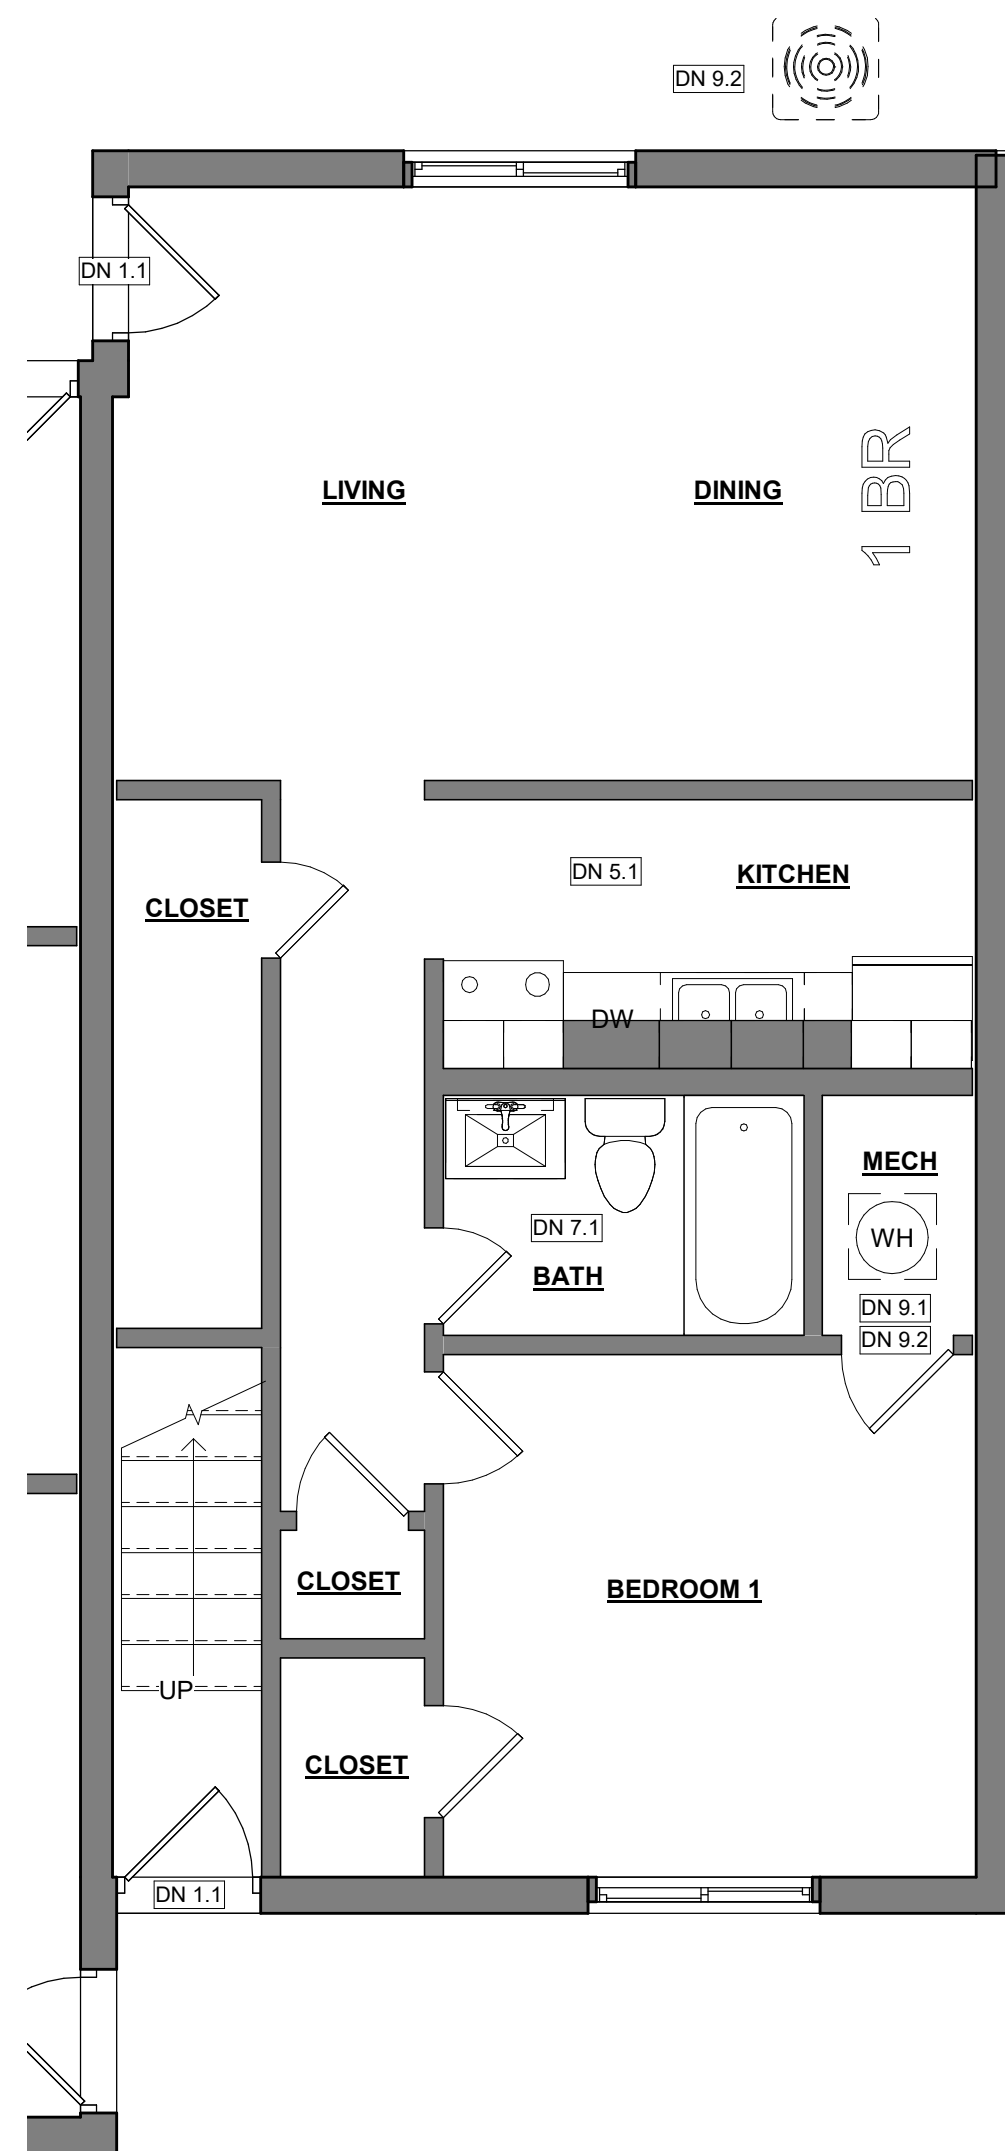 DN 9.2
DN 1.1
LIVING
DINING
1 BR
DN 5.1
KITCHEN
CLOSET
DW
MECH
WH
DN 7.1
BATH
DN 9.1
DN 9.2
CLOSET
BEDROOM 1
UP
CLOSET
DN 1.1